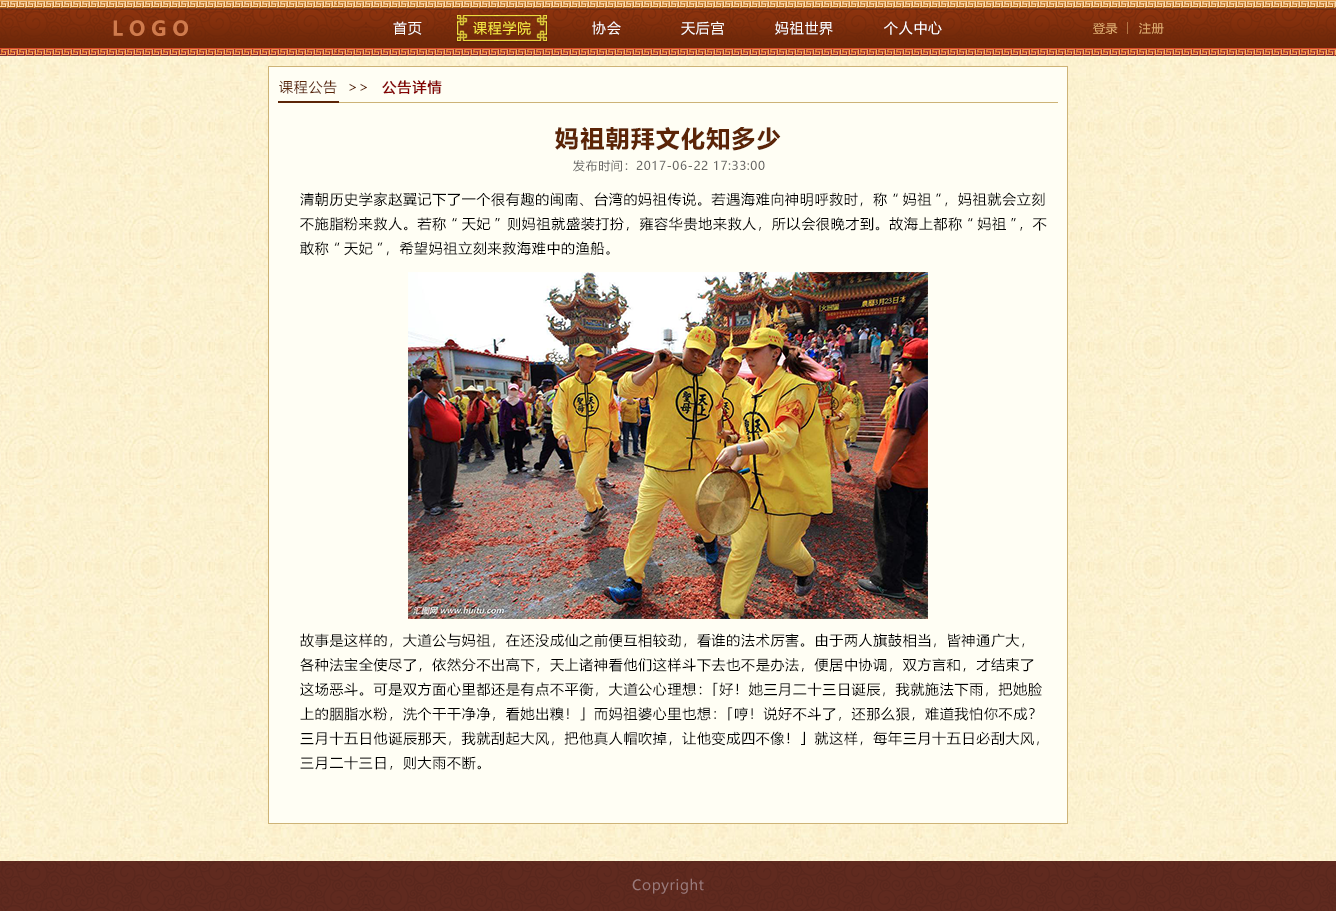 LOGO
首页
课程学院
协会
天后宫
妈祖世界
个人中心
登录 | 注册
课程公告 >> 公告详情
妈祖朝拜文化知多少
发布时间：2017-06-22 17:33:00
清朝历史学家赵翼记下了一个很有趣的闽南、台湾的妈祖传说。若遇海难向神明呼救时，称“妈祖”，妈祖就会立刻
不施脂粉来救人。若称“天妃”则妈祖就盛装打扮，雍容华贵地来救人，所以会很晚才到。故海上都称“妈祖”，不
敢称“天妃”，希望妈祖立刻来救海难中的渔船。
農曆3月23日本
天上
聖母
天上
聖母
汇图网 www.huitu.com
故事是这样的，大道公与妈祖，在还没成仙之前便互相较劲，看谁的法术厉害。由于两人旗鼓相当，皆神通广大，
各种法宝全使尽了，依然分不出高下，天上诸神看他们这样斗下去也不是办法，便居中协调，双方言和，才结束了
这场恶斗。可是双方面心里都还是有点不平衡，大道公心理想：「好！她三月二十三日诞辰，我就施法下雨，把她脸
上的胭脂水粉，洗个干干净净，看她出糗！」而妈祖婆心里也想：「哼！说好不斗了，还那么狠，难道我怕你不成？
三月十五日他诞辰那天，我就刮起大风，把他真人帽吹掉，让他变成四不像！」就这样，每年三月十五日必刮大风，
三月二十三日，则大雨不断。
Copyright